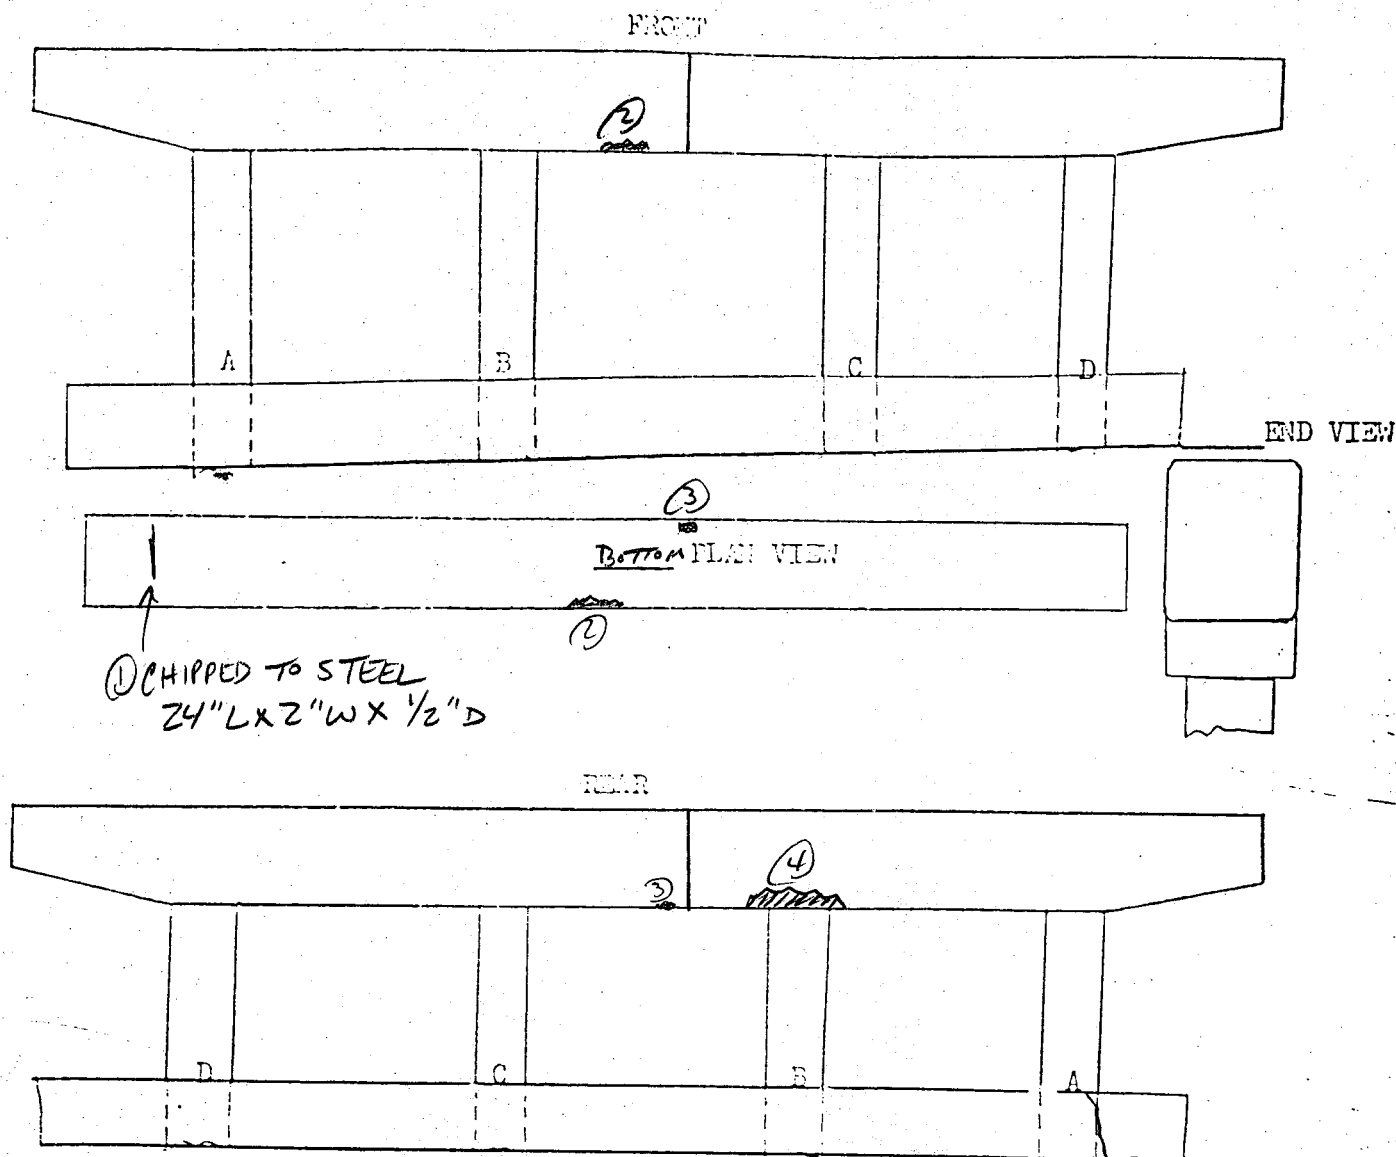 FRONT
②
A B C D
END VIEW
③
BOTTOM PLAN VIEW
②
① CHIPPED TO STEEL
24"L X 2"W X 1/2"D
REAR
④
③
D C B A